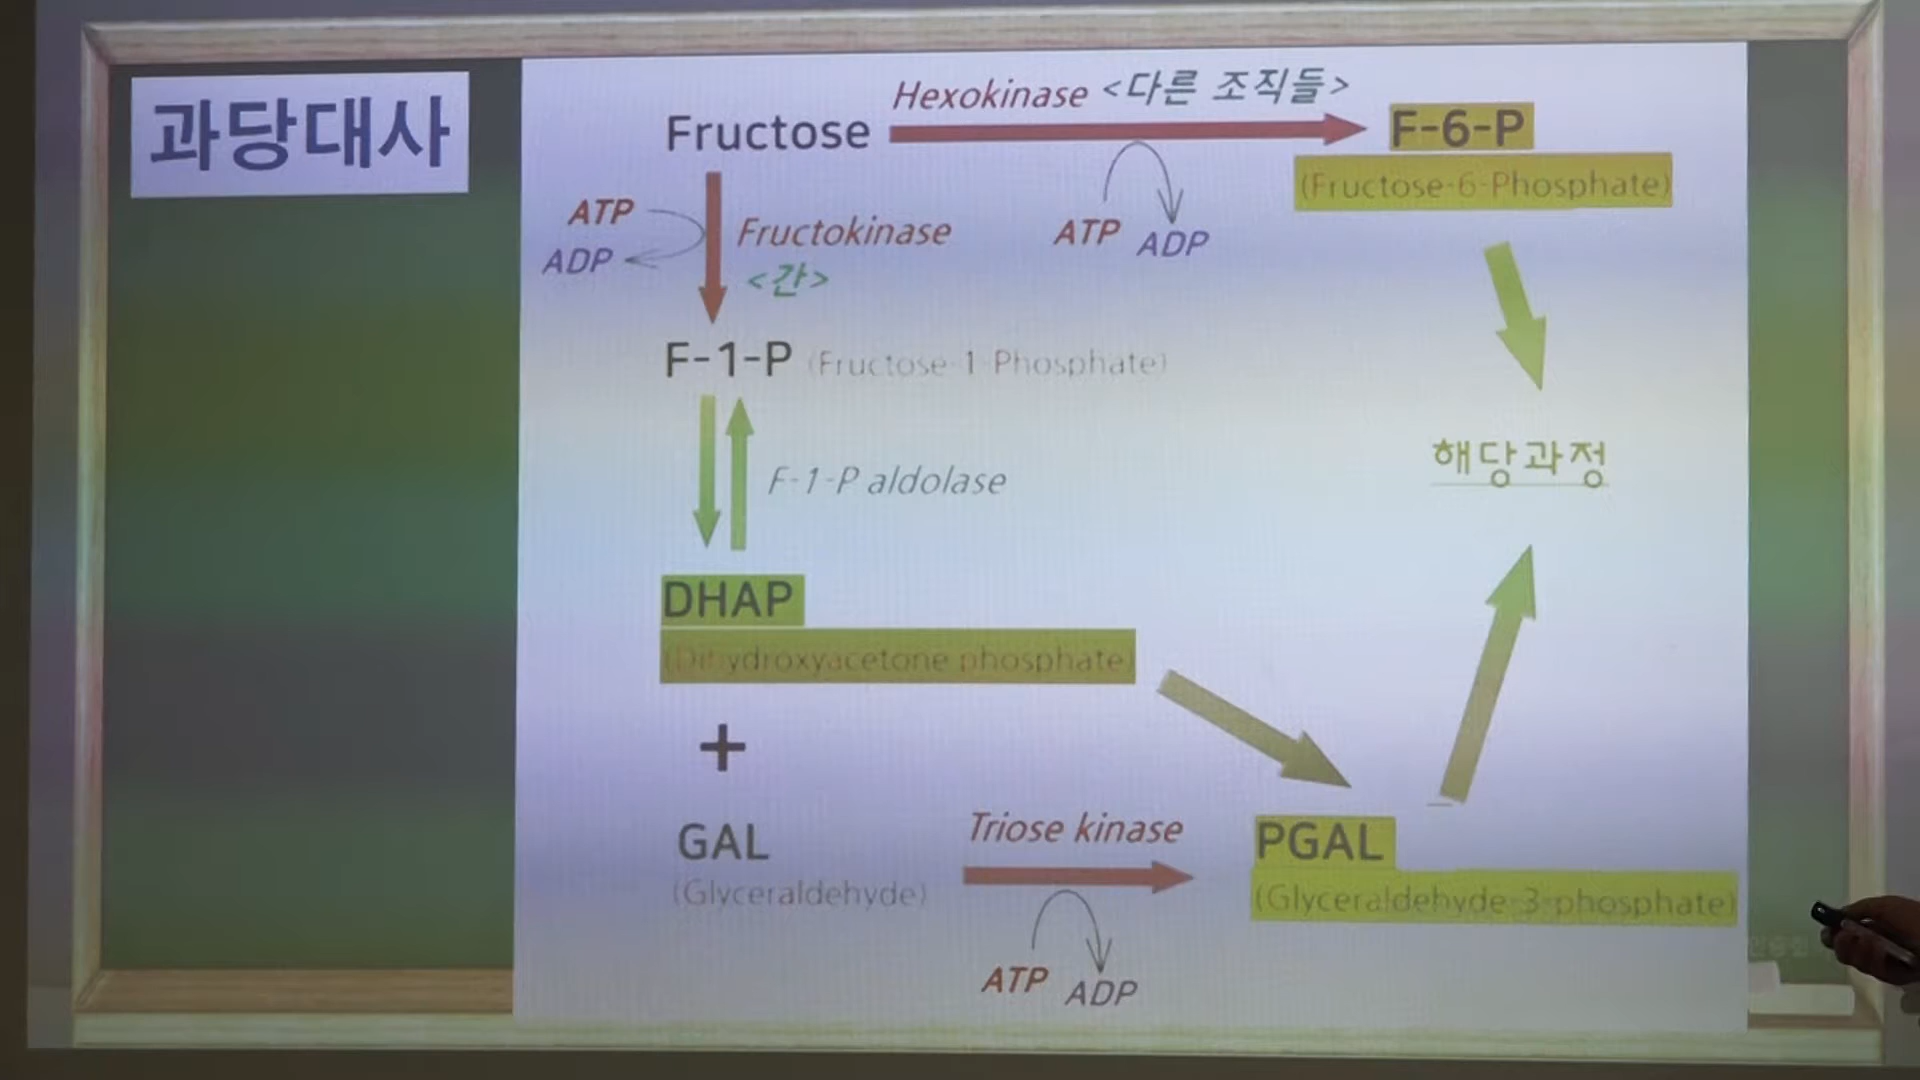 과당대사
Hexokinase <다른 조직들>
Fructose
F-6-P
(Fructose-6-Phosphate)
ATP
ADP
Fructokinase
<간>
ATP
ADP
F-1-P (Fructose-1-Phosphate)
F-1-P aldolase
해당과정
DHAP
(Dihydroxyacetone phosphate)
+
GAL
(Glyceraldehyde)
Triose kinase
ATP
ADP
PGAL
(Glyceraldehyde-3-phosphate)